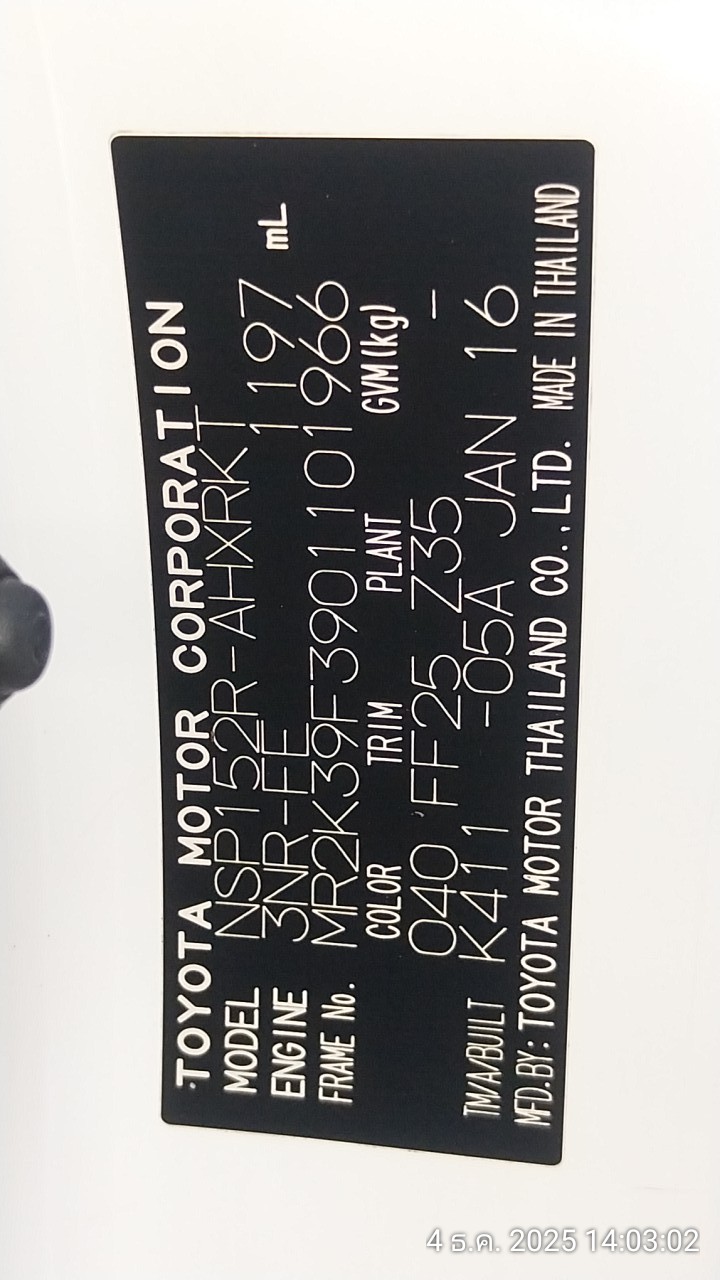 TOYOTA MOTOR CORPORATION
MODEL NSP152R-AHXRKT
ENGINE 3NR-FE 1197 mL
FRAME No. MR2K39F3901101966
COLOR TRIM PLANT GVM(kg)
040 FF25 Z35 -
TM/A/BUILT K411 -05A JAN 16
MFD.BY: TOYOTA MOTOR THAILAND CO.,LTD. MADE IN THAILAND
4 ธ.ค. 2025 14:03:02